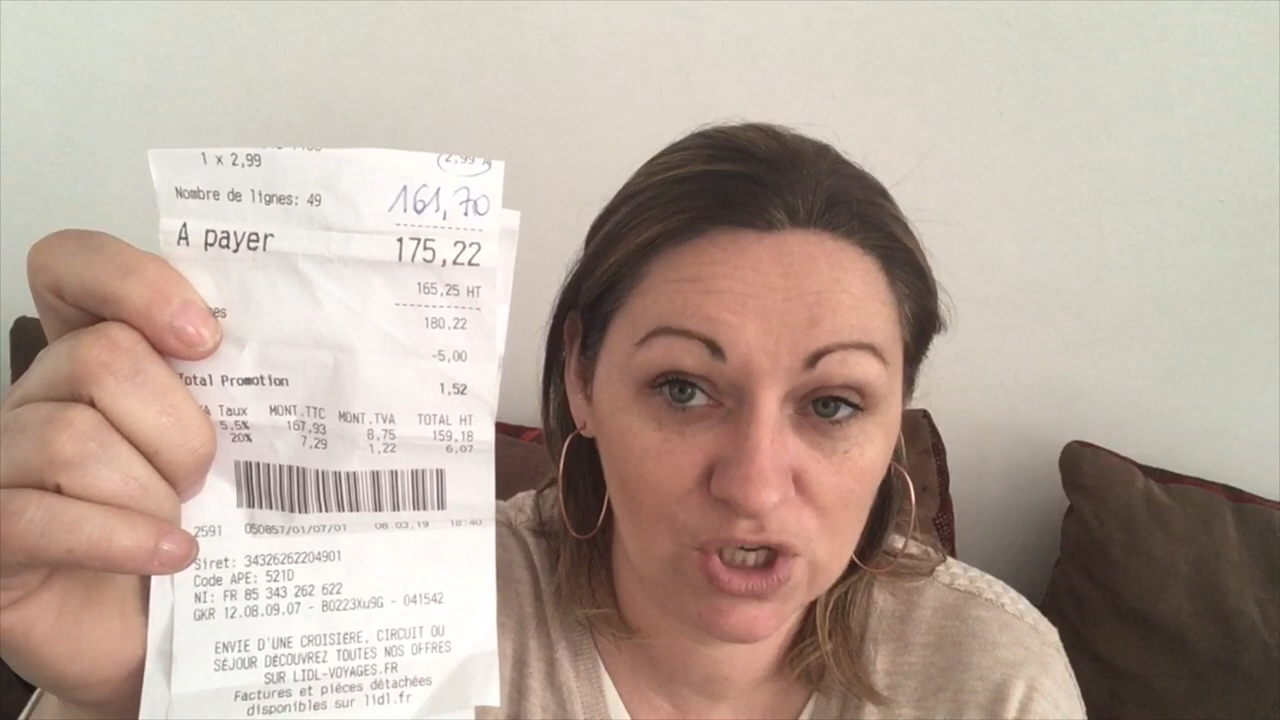 1 x 2,99 2,99
Nombre de lignes: 49
161,70
A payer 175,22
165,25 HT
180,22
-5,00
Total Promotion 1,52
Taux MONT.TTC MONT.TVA TOTAL HT
5,5% 167,93 8,75 159,18
20% 7,29 1,22 6,07
2591 050857/01/07/01 08.03.19 18:40
Siret: 34326262204901
Code APE: 521D
NI: FR 85 343 262 622
GKR 12.08.09.07 - B0223Xu9G - 041542
ENVIE D'UNE CROISIÈRE, CIRCUIT OU
SÉJOUR DÉCOUVREZ TOUTES NOS OFFRES
SUR LIDL-VOYAGES.FR
Factures et pièces détachées
disponibles sur lidl.fr